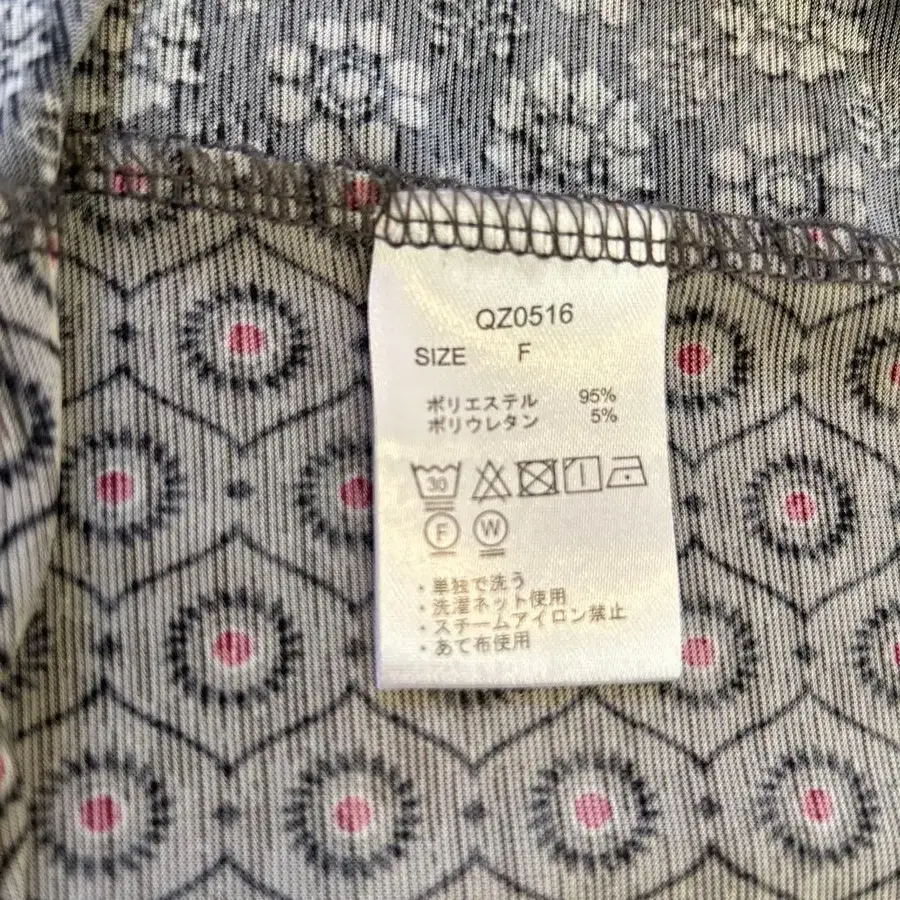 QZ0516
SIZE F
ポリエステル 95%
ポリウレタン 5%
30
F W
・単独で洗う
・洗濯ネット使用
・スチームアイロン禁止
・あて布使用